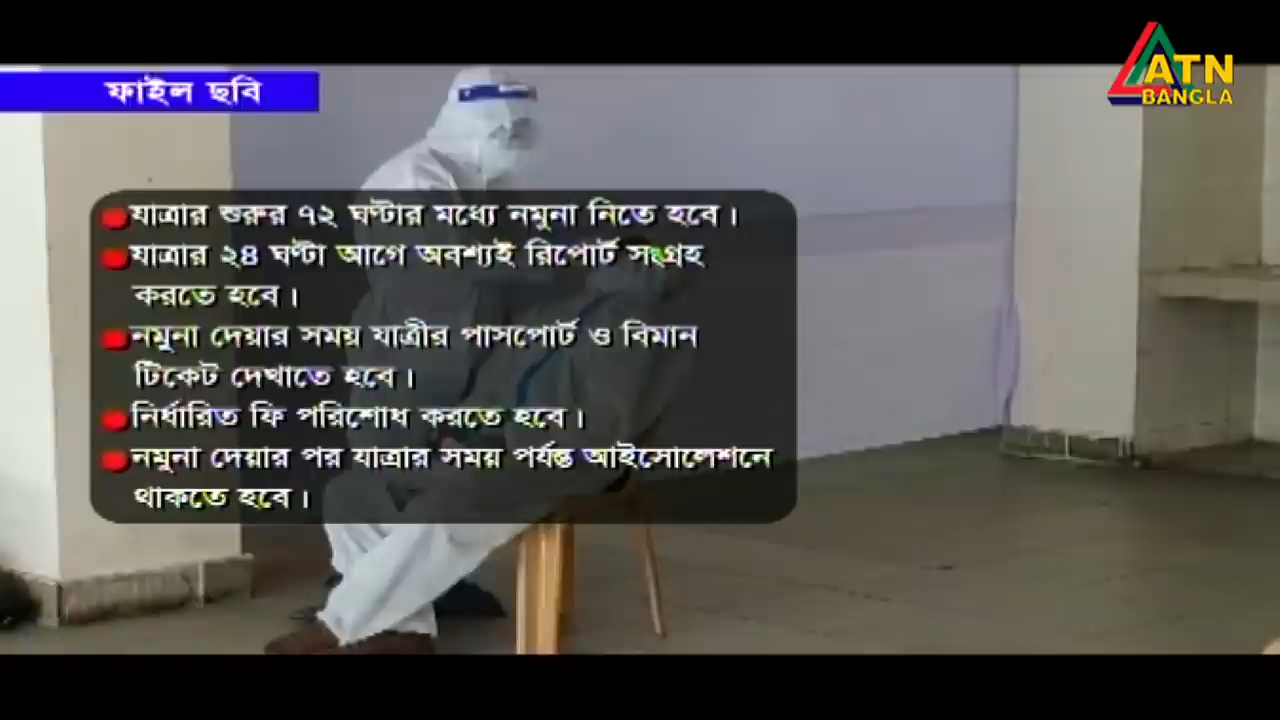 ফাইল ছবি
ATN
BANGLA
যাত্রার শুরুর ৭২ ঘণ্টার মধ্যে নমুনা নিতে হবে।
যাত্রার ২৪ ঘণ্টা আগে অবশ্যই রিপোর্ট সংগ্রহ
করতে হবে।
নমুনা দেয়ার সময় যাত্রীর পাসপোর্ট ও বিমান
টিকেট দেখাতে হবে।
নির্ধারিত ফি পরিশোধ করতে হবে।
নমুনা দেয়ার পর যাত্রার সময় পর্যন্ত আইসোলেশনে
থাকতে হবে।